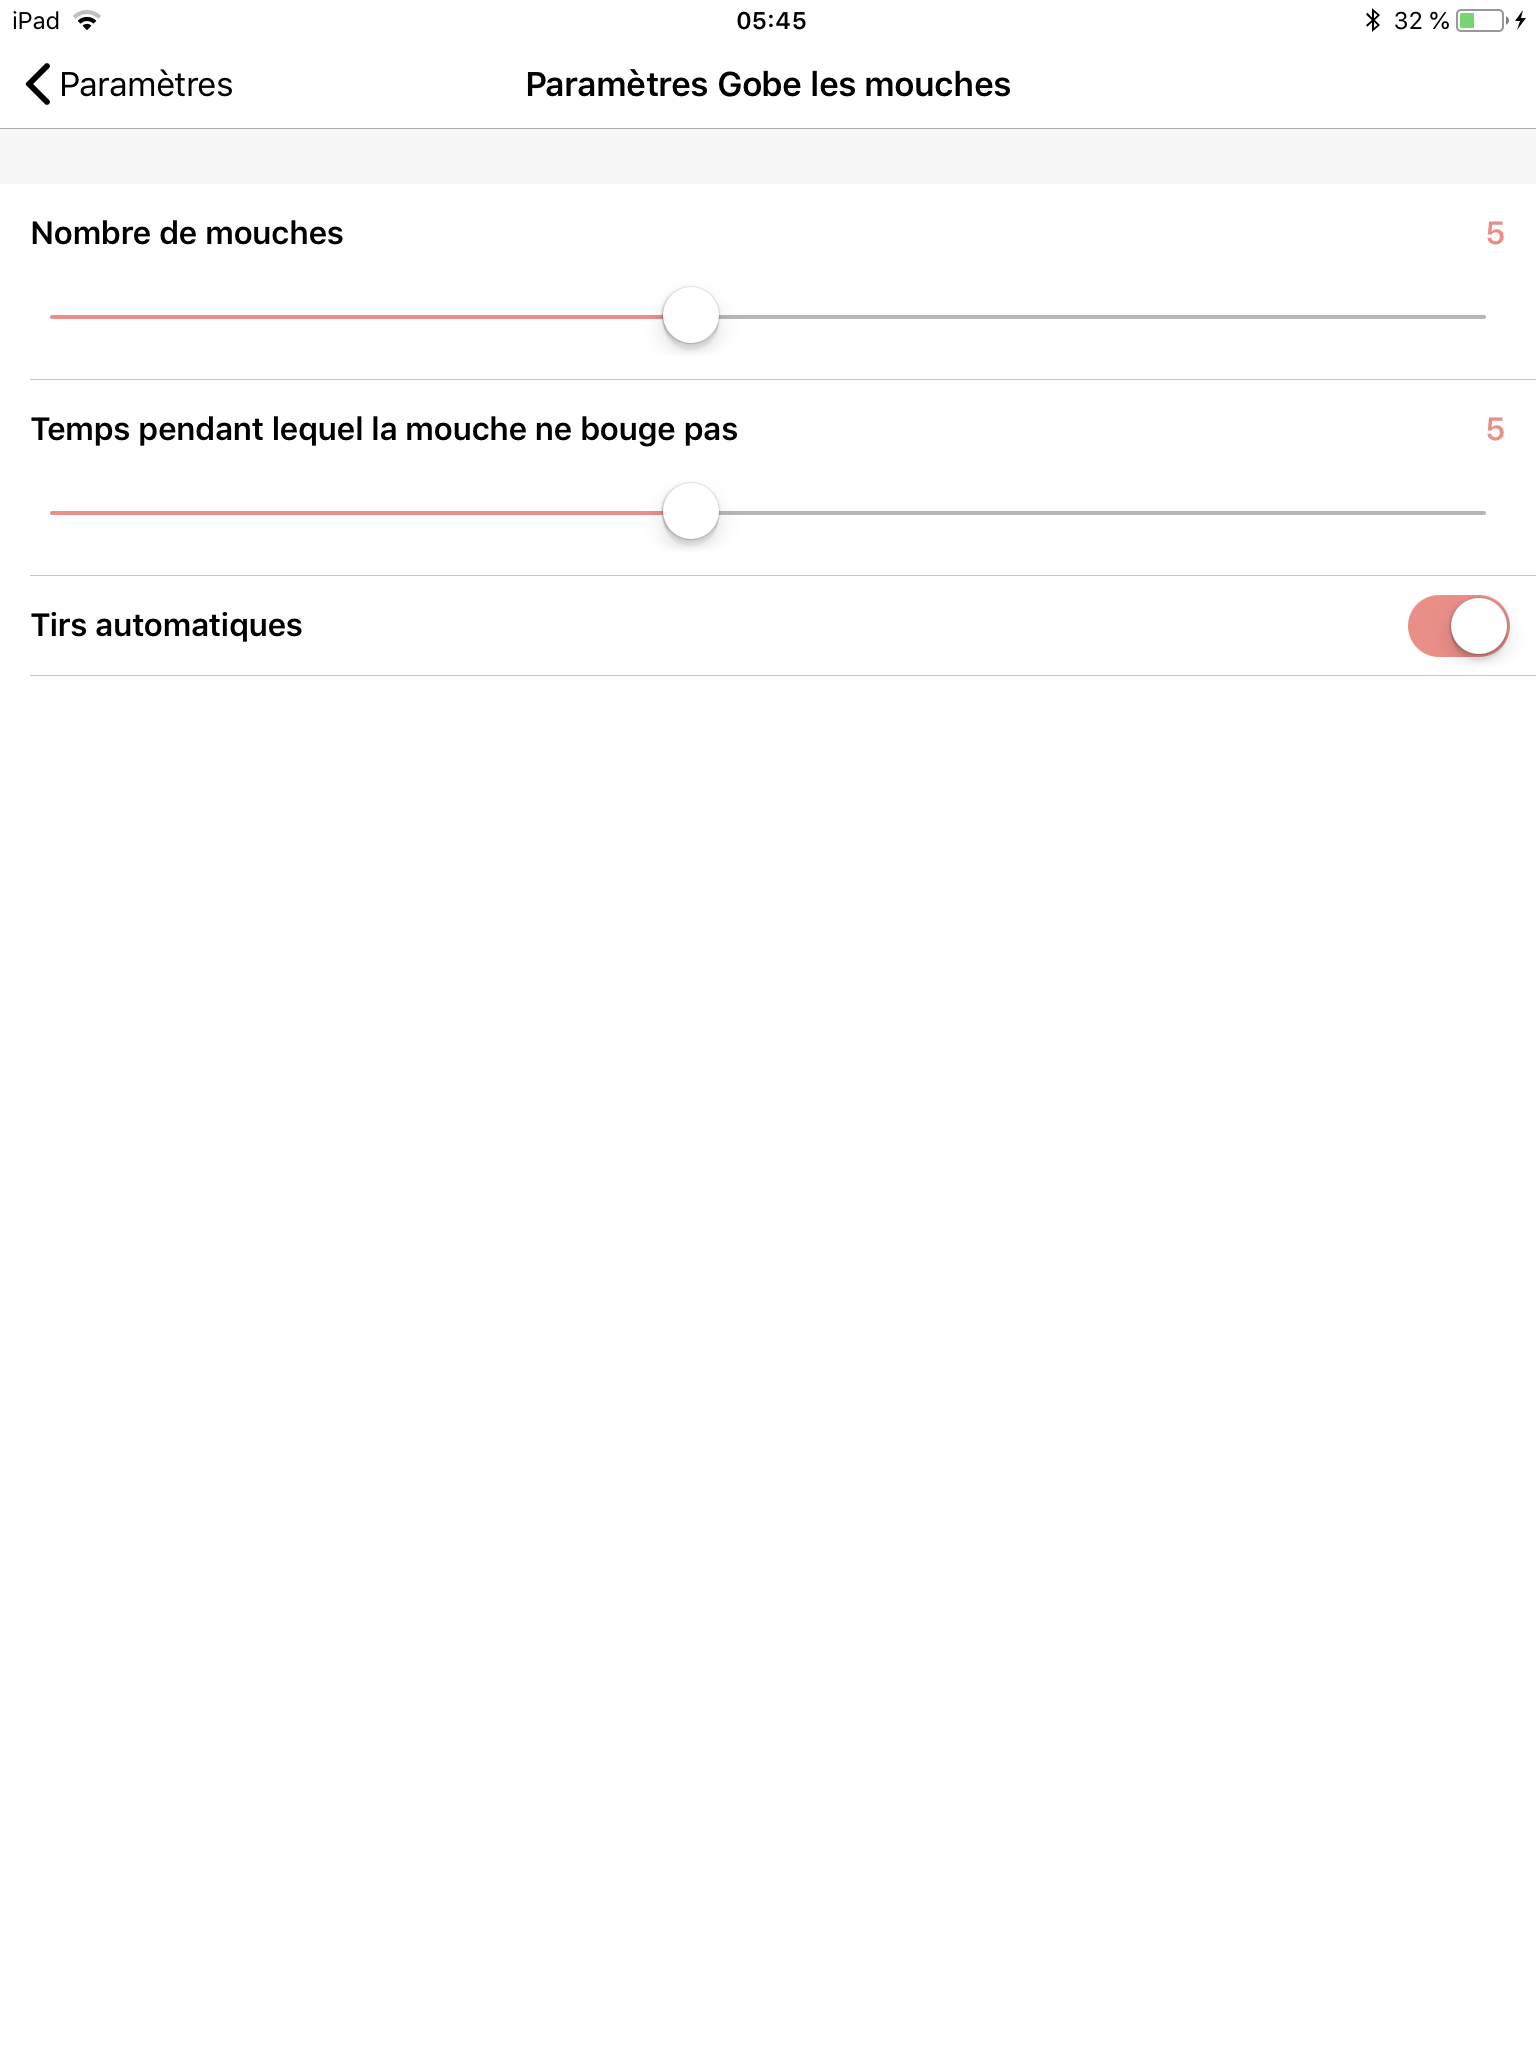 iPad 05:45 32 %
Paramètres Paramètres Gobe les mouches
Nombre de mouches 5
Temps pendant lequel la mouche ne bouge pas 5
Tirs automatiques